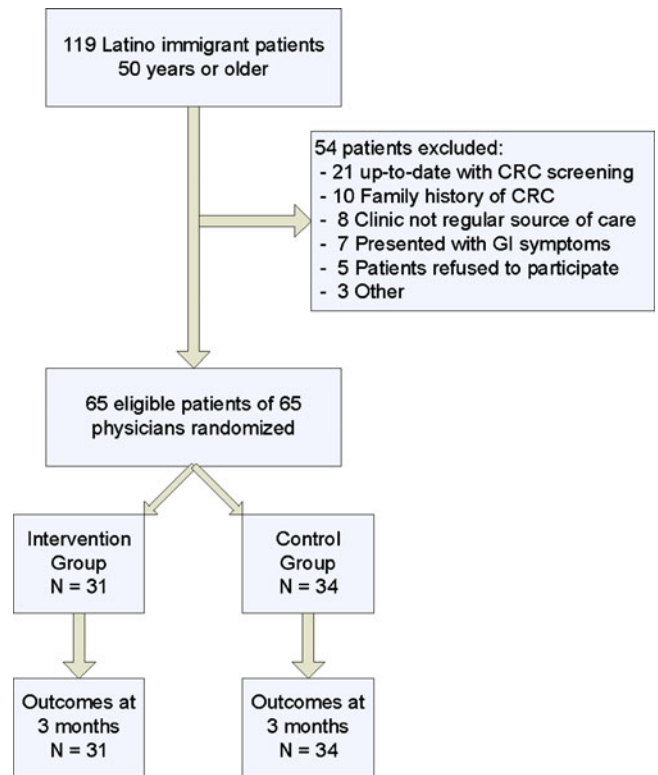 119 Latino immigrant patients
50 years or older
54 patients excluded:
- 21 up-to-date with CRC screening
- 10 Family history of CRC
- 8 Clinic not regular source of care
- 7 Presented with GI symptoms
- 5 Patients refused to participate
- 3 Other
65 eligible patients of 65
physicians randomized
Intervention
Group
N = 31
Control
Group
N = 34
Outcomes at
3 months
N = 31
Outcomes at
3 months
N = 34